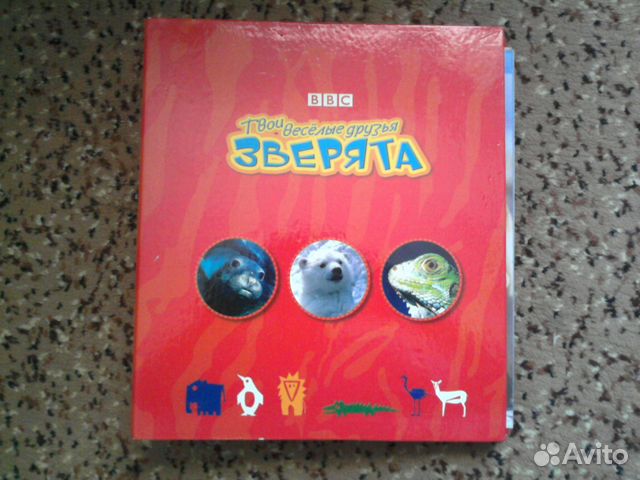 BBC
Твои весёлые друзья
ЗВЕРЯТА
Avito